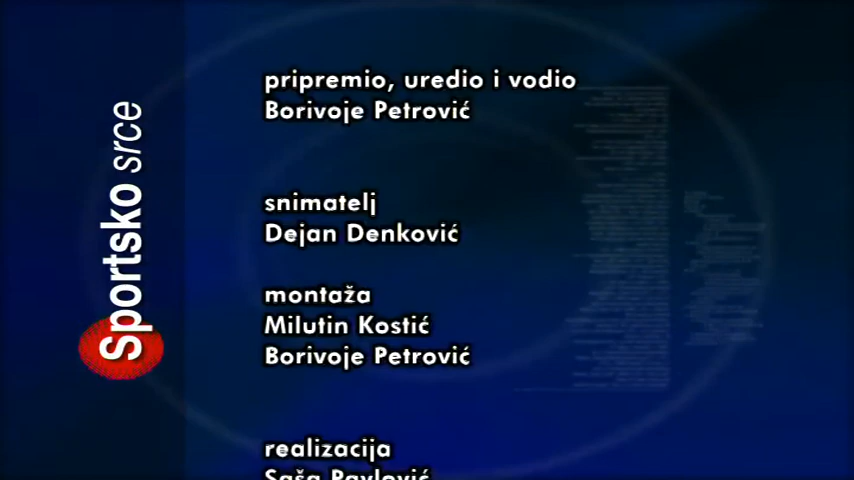 Sportsko srce
pripremio, uredio i vodio
Borivoje Petrović
snimatelj
Dejan Denković
montaža
Milutin Kostić
Borivoje Petrović
realizacija
Saša Pavlović